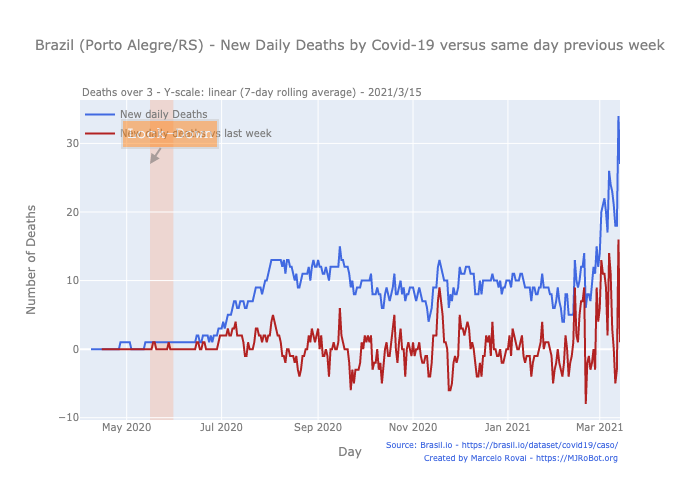 Brazil (Porto Alegre/RS) - New Daily Deaths by Covid-19 versus same day previous week
Deaths over 3 - Y-scale: linear (7-day rolling average) - 2021/3/15
New daily Deaths
New daily deaths vs last week
Lock-Down
Number of Deaths
30
20
10
0
−10
May 2020
Jul 2020
Sep 2020
Nov 2020
Jan 2021
Mar 2021
Day
Source: Brasil.io - https://brasil.io/dataset/covid19/caso/
Created by Marcelo Rovai - https://MJRoBot.org